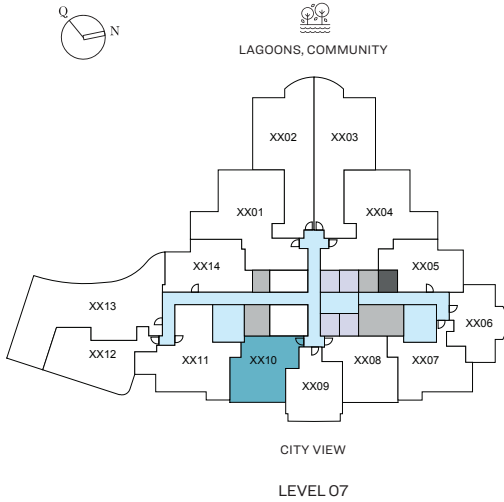 Q
N
LAGOONS, COMMUNITY
XX02
XX03
XX01
XX04
XX14
XX05
XX13
XX06
XX12
XX11
XX10
XX08
XX07
XX09
CITY VIEW
LEVEL 07